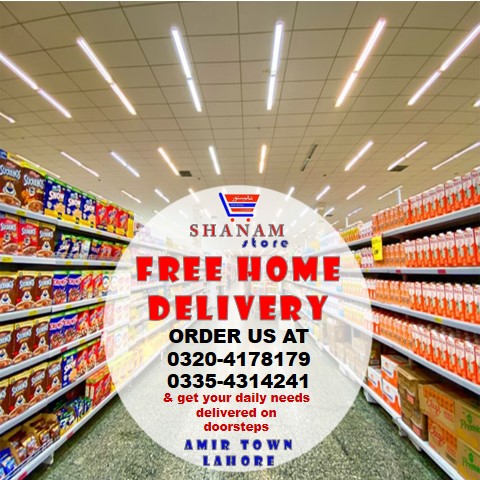 SHANAM
store
FREE HOME
DELIVERY
ORDER US AT
0320-4178179
0335-4314241
& get your daily needs
delivered on
doorsteps
AMIR TOWN
LAHORE